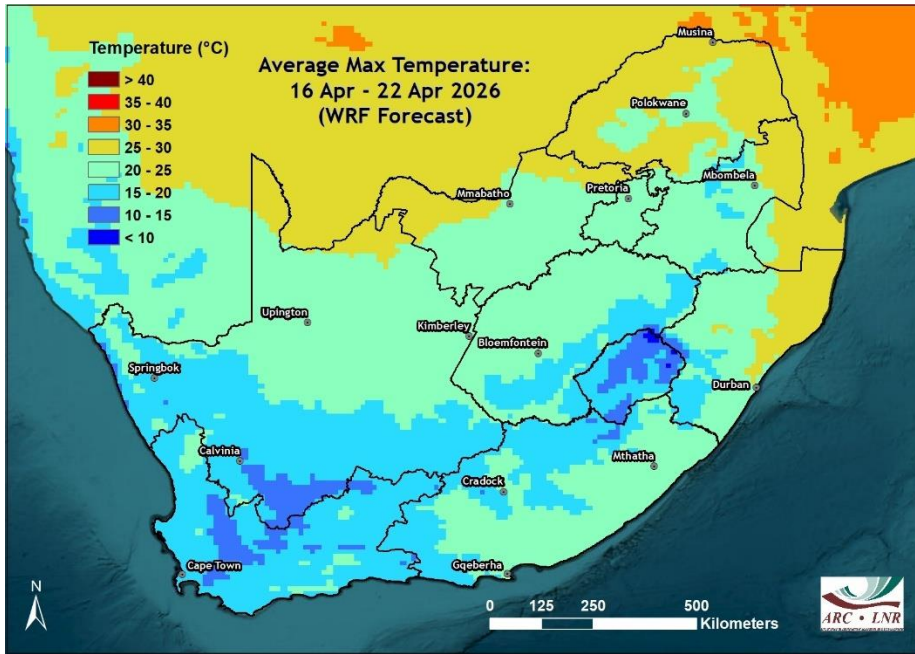 Temperature (°C)
> 40
35 - 40
30 - 35
25 - 30
20 - 25
15 - 20
10 - 15
< 10
Average Max Temperature:
16 Apr - 22 Apr 2026
(WRF Forecast)
Musina
Polokwane
Mbombela
Pretoria
Mmabatho
Upington
Kimberley
Bloemfontein
Springbok
Durban
Calvinia
Mthatha
Cradock
Cape Town
Gqeberha
N
0 125 250 500
Kilometers
ARC • LNR